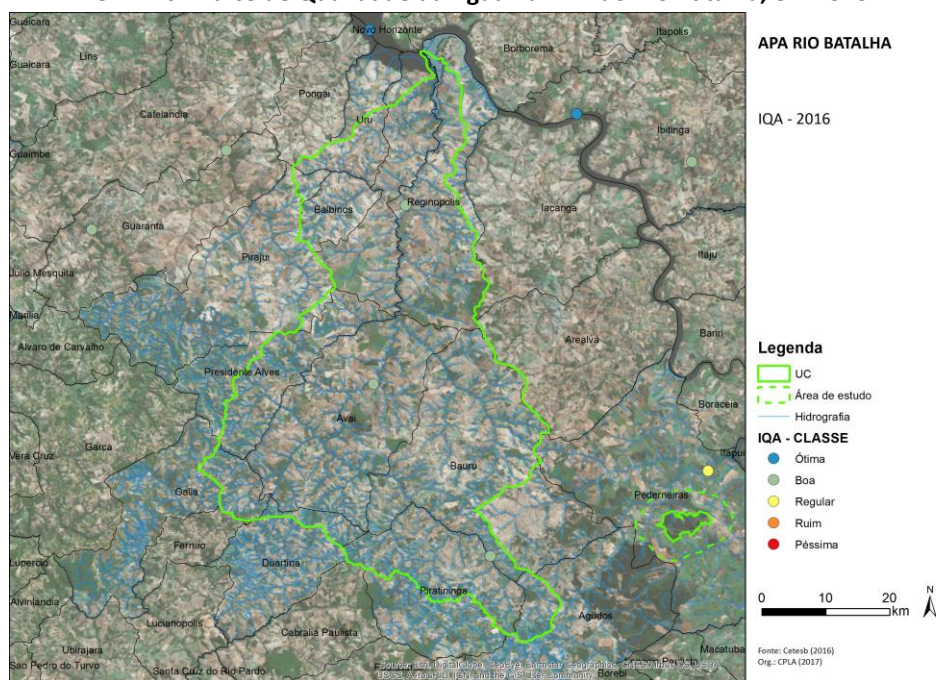 APA RIO BATALHA
IQA - 2016
Guaicara
Novo Horizonte
Borborema
Itapolis
Lins
Guaicara
Pongai
Cafelandia
Uru
Ibitinga
Guaimbe
Balbinos
Reginopolis
Iacanga
Guaranta
Pirajui
Itaju
Julio Mesquita
Marilia
Bariri
Alvaro de Carvalho
Arealva
Presidente Alves
Boraceia
Avai
Garca
Vera Cruz
Bauru
Itapui
Galia
Pederneiras
Fernao
Lupercio
Duartina
Piratininga
Alvinlandia
Agudos
Lucianopolis
Cabralia Paulista
Ubirajara
Macatuba
Sao Pedro do Turvo
Santa Cruz do Rio Pardo
Borebi
Legenda
UC
Área de estudo
Hidrografia
IQA - CLASSE
Ótima
Boa
Regular
Ruim
Péssima
0 10 20
km
N
Fonte: Cetesb (2016)
Org.: CPLA (2017)